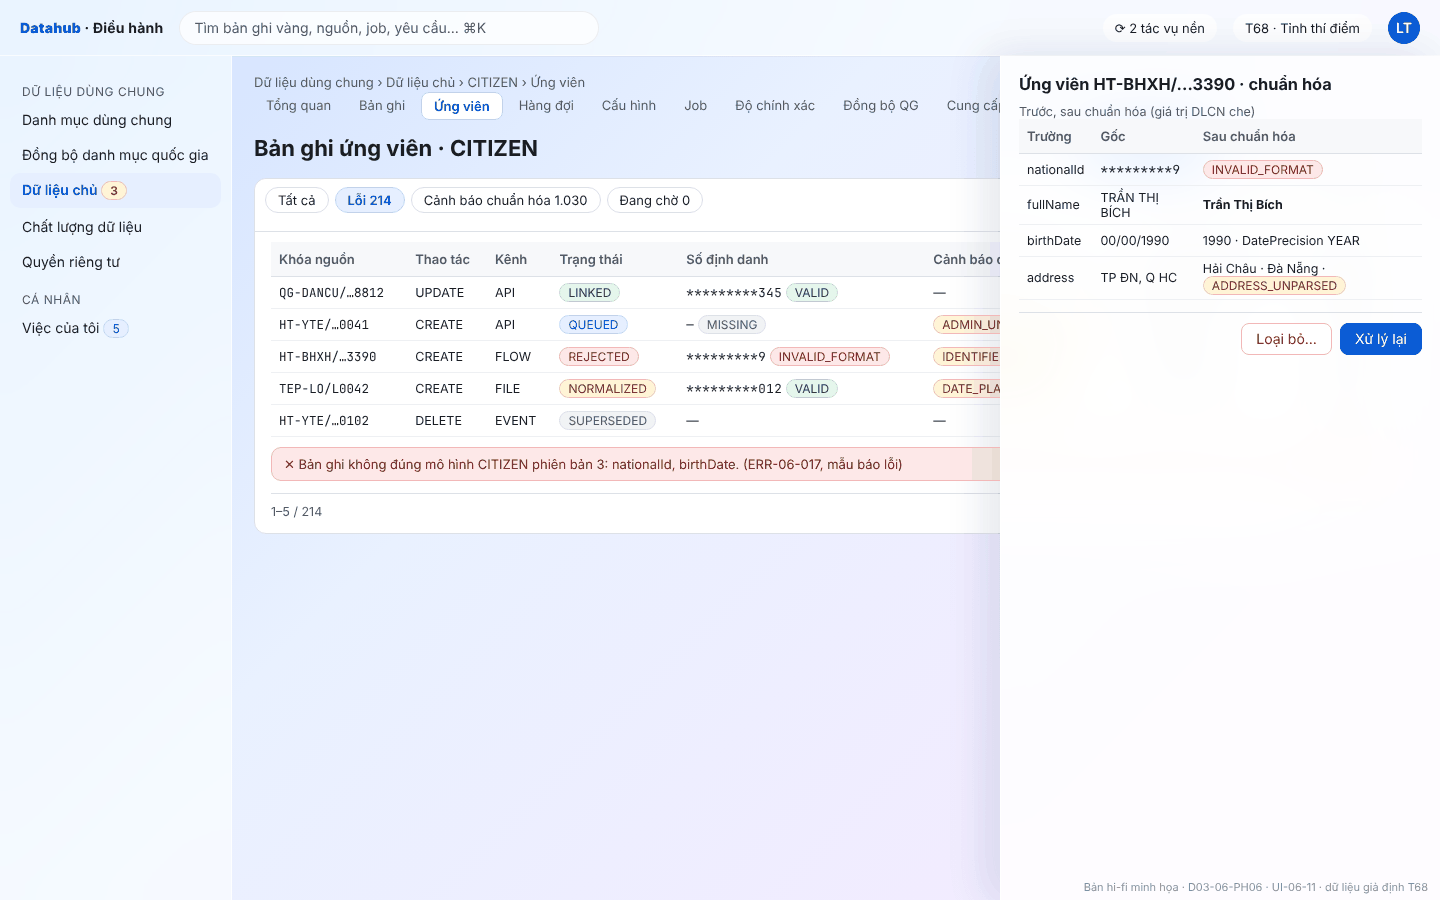 Datahub · Điều hành
Tìm bản ghi vàng, nguồn, job, yêu cầu... ⌘K
⟳ 2 tác vụ nền
T68 · Tỉnh thí điểm
LT
DỮ LIỆU DÙNG CHUNG
Danh mục dùng chung
Đồng bộ danh mục quốc gia
Dữ liệu chủ 3
Chất lượng dữ liệu
Quyền riêng tư
CÁ NHÂN
Việc của tôi 5
Dữ liệu dùng chung › Dữ liệu chủ › CITIZEN › Ứng viên
Tổng quan Bản ghi Ứng viên Hàng đợi Cấu hình Job Độ chính xác Đồng bộ QG Cung cấp
Bản ghi ứng viên · CITIZEN
Tất cả Lỗi 214 Cảnh báo chuẩn hóa 1.030 Đang chờ 0
Khóa nguồn Thao tác Kênh Trạng thái Số định danh Cảnh báo
QG-DANCU/…8812 UPDATE API LINKED *********345 VALID —
HT-YTE/…0041 CREATE API QUEUED – MISSING ADMIN_UN
HT-BHXH/…3390 CREATE FLOW REJECTED *********9 INVALID_FORMAT IDENTIFIE
TEP-LO/L0042 CREATE FILE NORMALIZED *********012 VALID DATE_PLA
HT-YTE/…0102 DELETE EVENT SUPERSEDED — —
✕ Bản ghi không đúng mô hình CITIZEN phiên bản 3: nationalId, birthDate. (ERR-06-017, mẫu báo lỗi)
1–5 / 214
Ứng viên HT-BHXH/…3390 · chuẩn hóa
Trước, sau chuẩn hóa (giá trị DLCN che)
Trường Gốc Sau chuẩn hóa
nationalId *********9 INVALID_FORMAT
fullName TRẦN THỊ BÍCH Trần Thị Bích
birthDate 00/00/1990 1990 · DatePrecision YEAR
address TP ĐN, Q HC Hải Châu · Đà Nẵng ·
ADDRESS_UNPARSED
Loại bỏ... Xử lý lại
Bản hi-fi minh họa · D03-06-PH06 · UI-06-11 · dữ liệu giả định T68